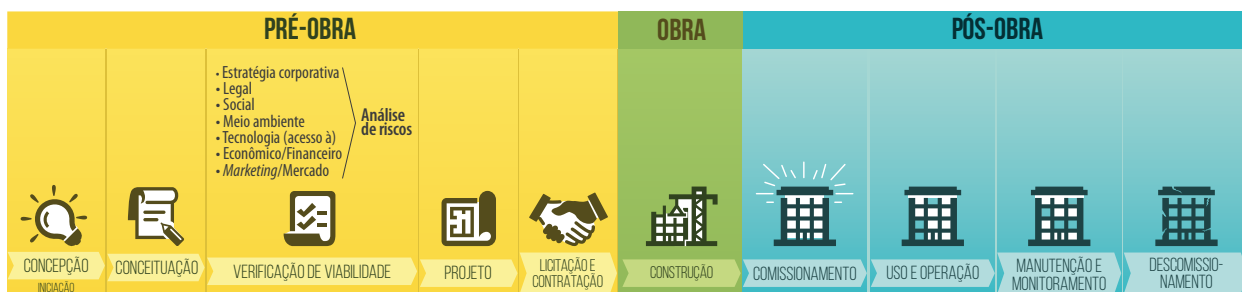 PRÉ-OBRA
OBRA
PÓS-OBRA
• Estratégia corporativa
• Legal
• Social
• Meio ambiente
• Tecnologia (acesso à)
• Econômico/Financeiro
• Marketing/Mercado
Análise
de riscos
CONCEPÇÃO
INICIAÇÃO
CONCEITUAÇÃO
VERIFICAÇÃO DE VIABILIDADE
PROJETO
LICITAÇÃO E
CONTRATAÇÃO
CONSTRUÇÃO
COMISSIONAMENTO
USO E OPERAÇÃO
MANUTENÇÃO E
MONITORAMENTO
DESCOMISSIO-
NAMENTO